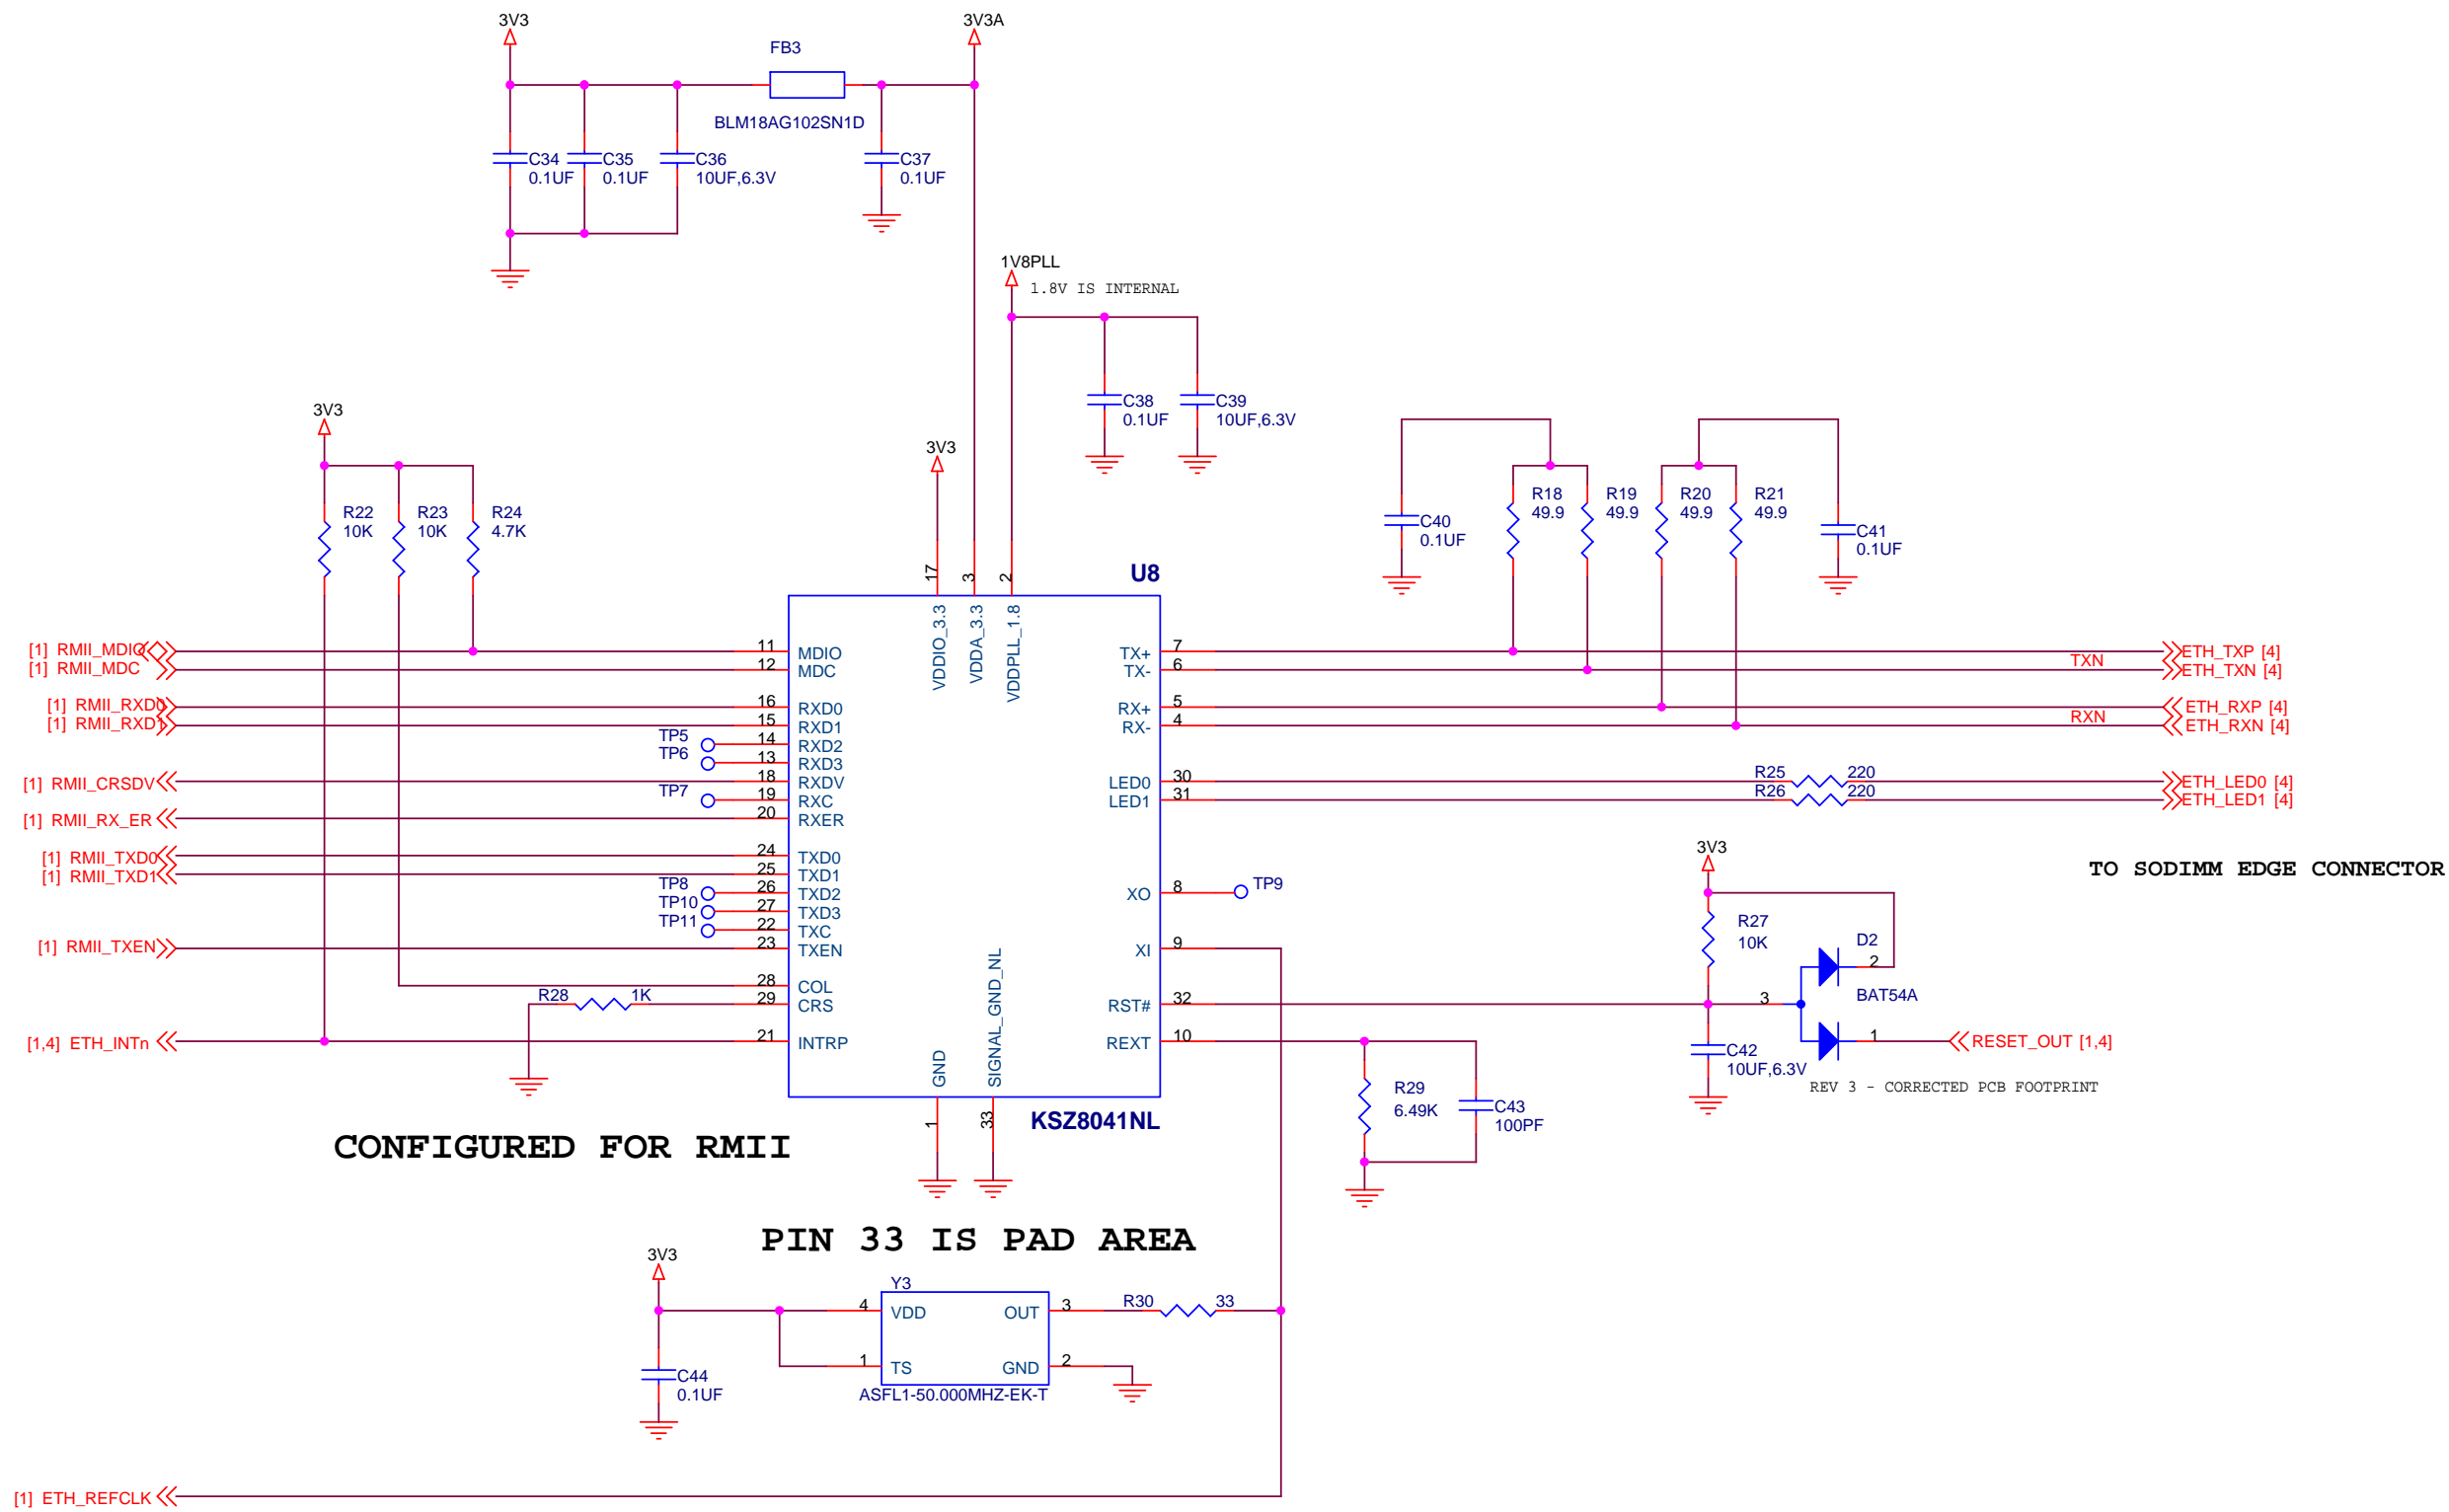 3V3
3V3A
FB3
BLM18AG102SN1D
C34
0.1UF
C35
0.1UF
C36
10UF,6.3V
C37
0.1UF
1V8PLL
1.8V IS INTERNAL
C38
0.1UF
C39
10UF,6.3V
3V3
3V3
R22
10K
R23
10K
R24
4.7K
C40
0.1UF
R18
49.9
R19
49.9
R20
49.9
R21
49.9
C41
0.1UF
U8
17
3
2
VDDIO_3.3
VDDA_3.3
VDDPLL_1.8
[1] RMII_MDIO
11
MDIO
[1] RMII_MDC
12
MDC
[1] RMII_RXD0
16
RXD0
[1] RMII_RXD1
15
RXD1
TP5
14
RXD2
TP6
13
RXD3
[1] RMII_CRSDV
18
RXDV
TP7
19
RXC
[1] RMII_RX_ER
20
RXER
[1] RMII_TXD0
24
TXD0
[1] RMII_TXD1
25
TXD1
TP8
26
TXD2
TP10
27
TXD3
TP11
22
TXC
[1] RMII_TXEN
23
TXEN
28
COL
R28
1K
29
CRS
[1,4] ETH_INTn
21
INTRP
TX+
7
ETH_TXP [4]
TX-
6
TXN
ETH_TXN [4]
RX+
5
ETH_RXP [4]
RX-
4
RXN
ETH_RXN [4]
LED0
30
R25
220
ETH_LED0 [4]
LED1
31
R26
220
ETH_LED1 [4]
XO
8
TP9
XI
9
RST#
32
REXT
10
GND
1
SIGNAL_GND_NL
33
KSZ8041NL
3V3
TO SODIMM EDGE CONNECTOR
R27
10K
D2
2
3
BAT54A
1
RESET_OUT [1,4]
C42
10UF,6.3V
REV 3 - CORRECTED PCB FOOTPRINT
R29
6.49K
C43
100PF
CONFIGURED FOR RMII
PIN 33 IS PAD AREA
3V3
Y3
4
VDD
OUT
3
R30
33
1
TS
GND
2
ASFL1-50.000MHZ-EK-T
C44
0.1UF
[1] ETH_REFCLK